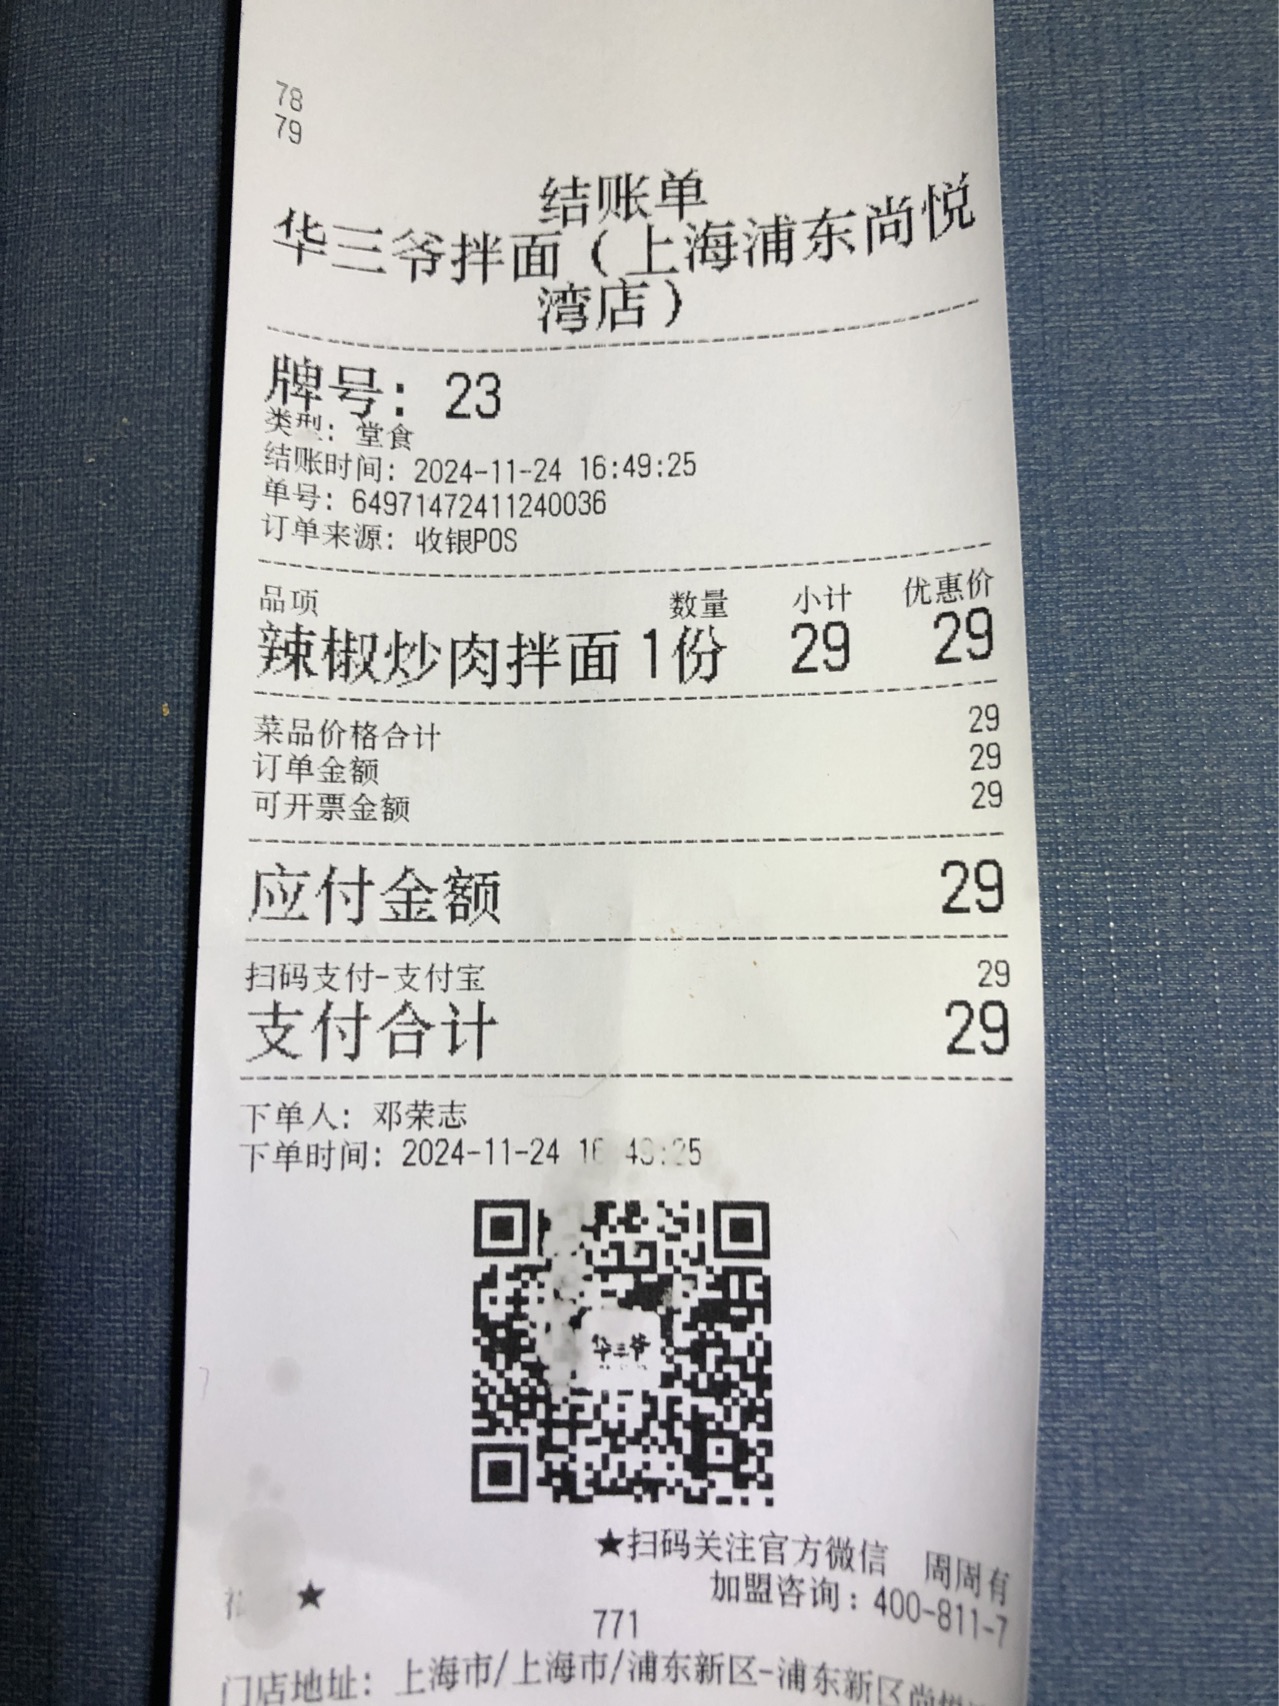 78
79
结账单
华三爷拌面（上海浦东尚悦
湾店）
牌号：23
类型：堂食
结账时间：2024-11-24 16:49:25
单号：64971472411240036
订单来源：收银POS
品项 数量 小计 优惠价
辣椒炒肉拌面 1份 29 29
菜品价格合计 29
订单金额 29
可开票金额 29
应付金额 29
扫码支付-支付宝 29
支付合计 29
下单人：邓荣志
下单时间：2024-11-24 16:49:25
华三爷
★扫码关注官方微信 周周有
★
加盟咨询：400-811-7
771
门店地址：上海市/上海市/浦东新区-浦东新区尚悦